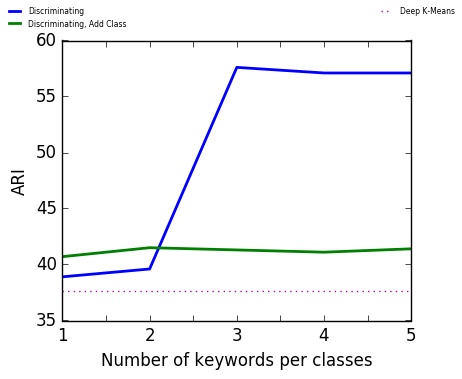 Discriminating
Discriminating, Add Class
Deep K-Means
60
55
50
45
40
35
ARI
1 2 3 4 5
Number of keywords per classes